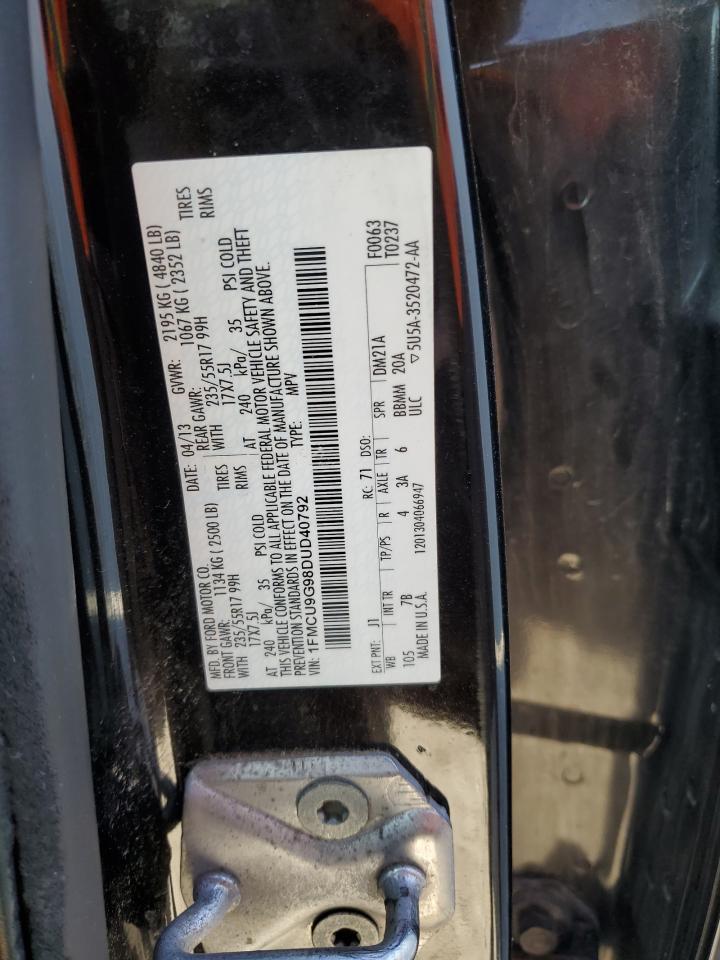 MFD. BY FORD MOTOR CO.
DATE: 04/13 GVWR: 2195 KG ( 4840 LB)
FRONT GAWR: 1134 KG ( 2500 LB) REAR GAWR: 1067 KG ( 2352 LB)
WITH 235/55R17 99H TIRES WITH 235/55R17 99H TIRES
17X7.5J RIMS 17X7.5J RIMS
AT 240 kPa/ 35 PSI COLD AT 240 kPa/ 35 PSI COLD
THIS VEHICLE CONFORMS TO ALL APPLICABLE FEDERAL MOTOR VEHICLE SAFETY AND THEFT
PREVENTION STANDARDS IN EFFECT ON THE DATE OF MANUFACTURE SHOWN ABOVE.
VIN: 1FMCU9G98DUD40792 TYPE: MPV
F0063
T0237
EXT PNT: J1 RC: 71 DSO:
WB INT TR TP/PS R AXLE TR SPR DM21A
105 7B 4 3A 6 BBMM 20A
MADE IN U.S.A. 1201304066947 ULC ▽5U5A-3520472-AA